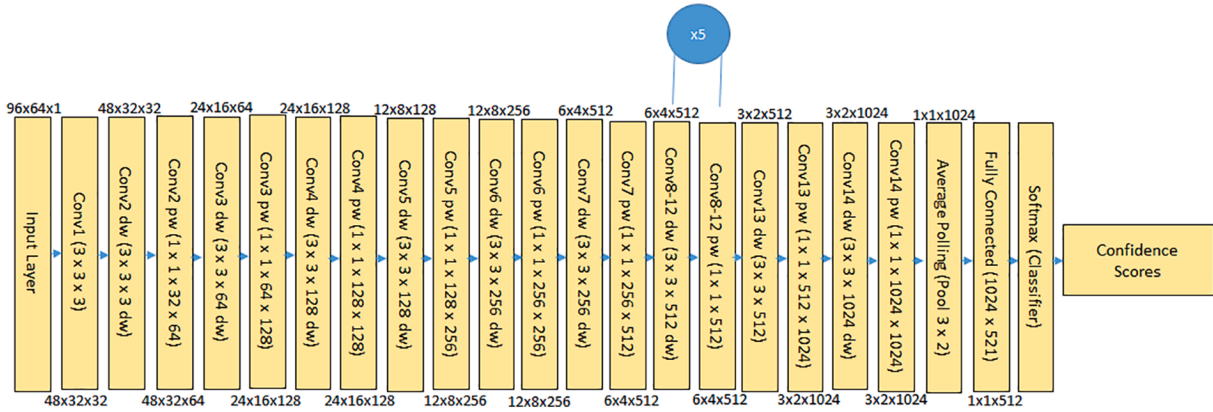 x5
96x64x1
48x32x32
24x16x64
24x16x128
12x8x128
12x8x256
6x4x512
6x4x512
3x2x512
3x2x1024
1x1x1024
Input Layer
Conv1 (3 x 3 x 3)
Conv2 dw (3 x 3 x 3 dw)
Conv2 pw (1 x 1 x 32 x 64)
Conv3 dw (3 x 3 x 64 dw)
Conv3 pw (1 x 1 x 64 x 128)
Conv4 dw (3 x 3 x 128 dw)
Conv4 pw (1 x 1 x 128 x 128)
Conv5 dw (3 x 3 x 128 dw)
Conv5 pw (1 x 1 x 128 x 256)
Conv6 dw (3 x 3 x 256 dw)
Conv6 pw (1 x 1 x 256 x 256)
Conv7 dw (3 x 3 x 256 dw)
Conv7 pw (1 x 1 x 256 x 512)
Conv8-12 dw (3 x 3 x 512 dw)
Conv8-12 pw (1 x 1 x 512)
Conv13 dw (3 x 3 x 512)
Conv13 pw (1 x 1 x 512 x 1024)
Conv14 dw (3 x 3 x 1024 dw)
Conv14 pw (1 x 1 x 1024 x 1024)
Average Polling (Pool 3 x 2)
Fully Connected (1024 x 521)
Softmax (Classifier)
Confidence
Scores
48x32x32
48x32x64
24x16x128
24x16x128
12x8x256
12x8x256
6x4x512
6x4x512
3x2x1024
3x2x1024
1x1x512